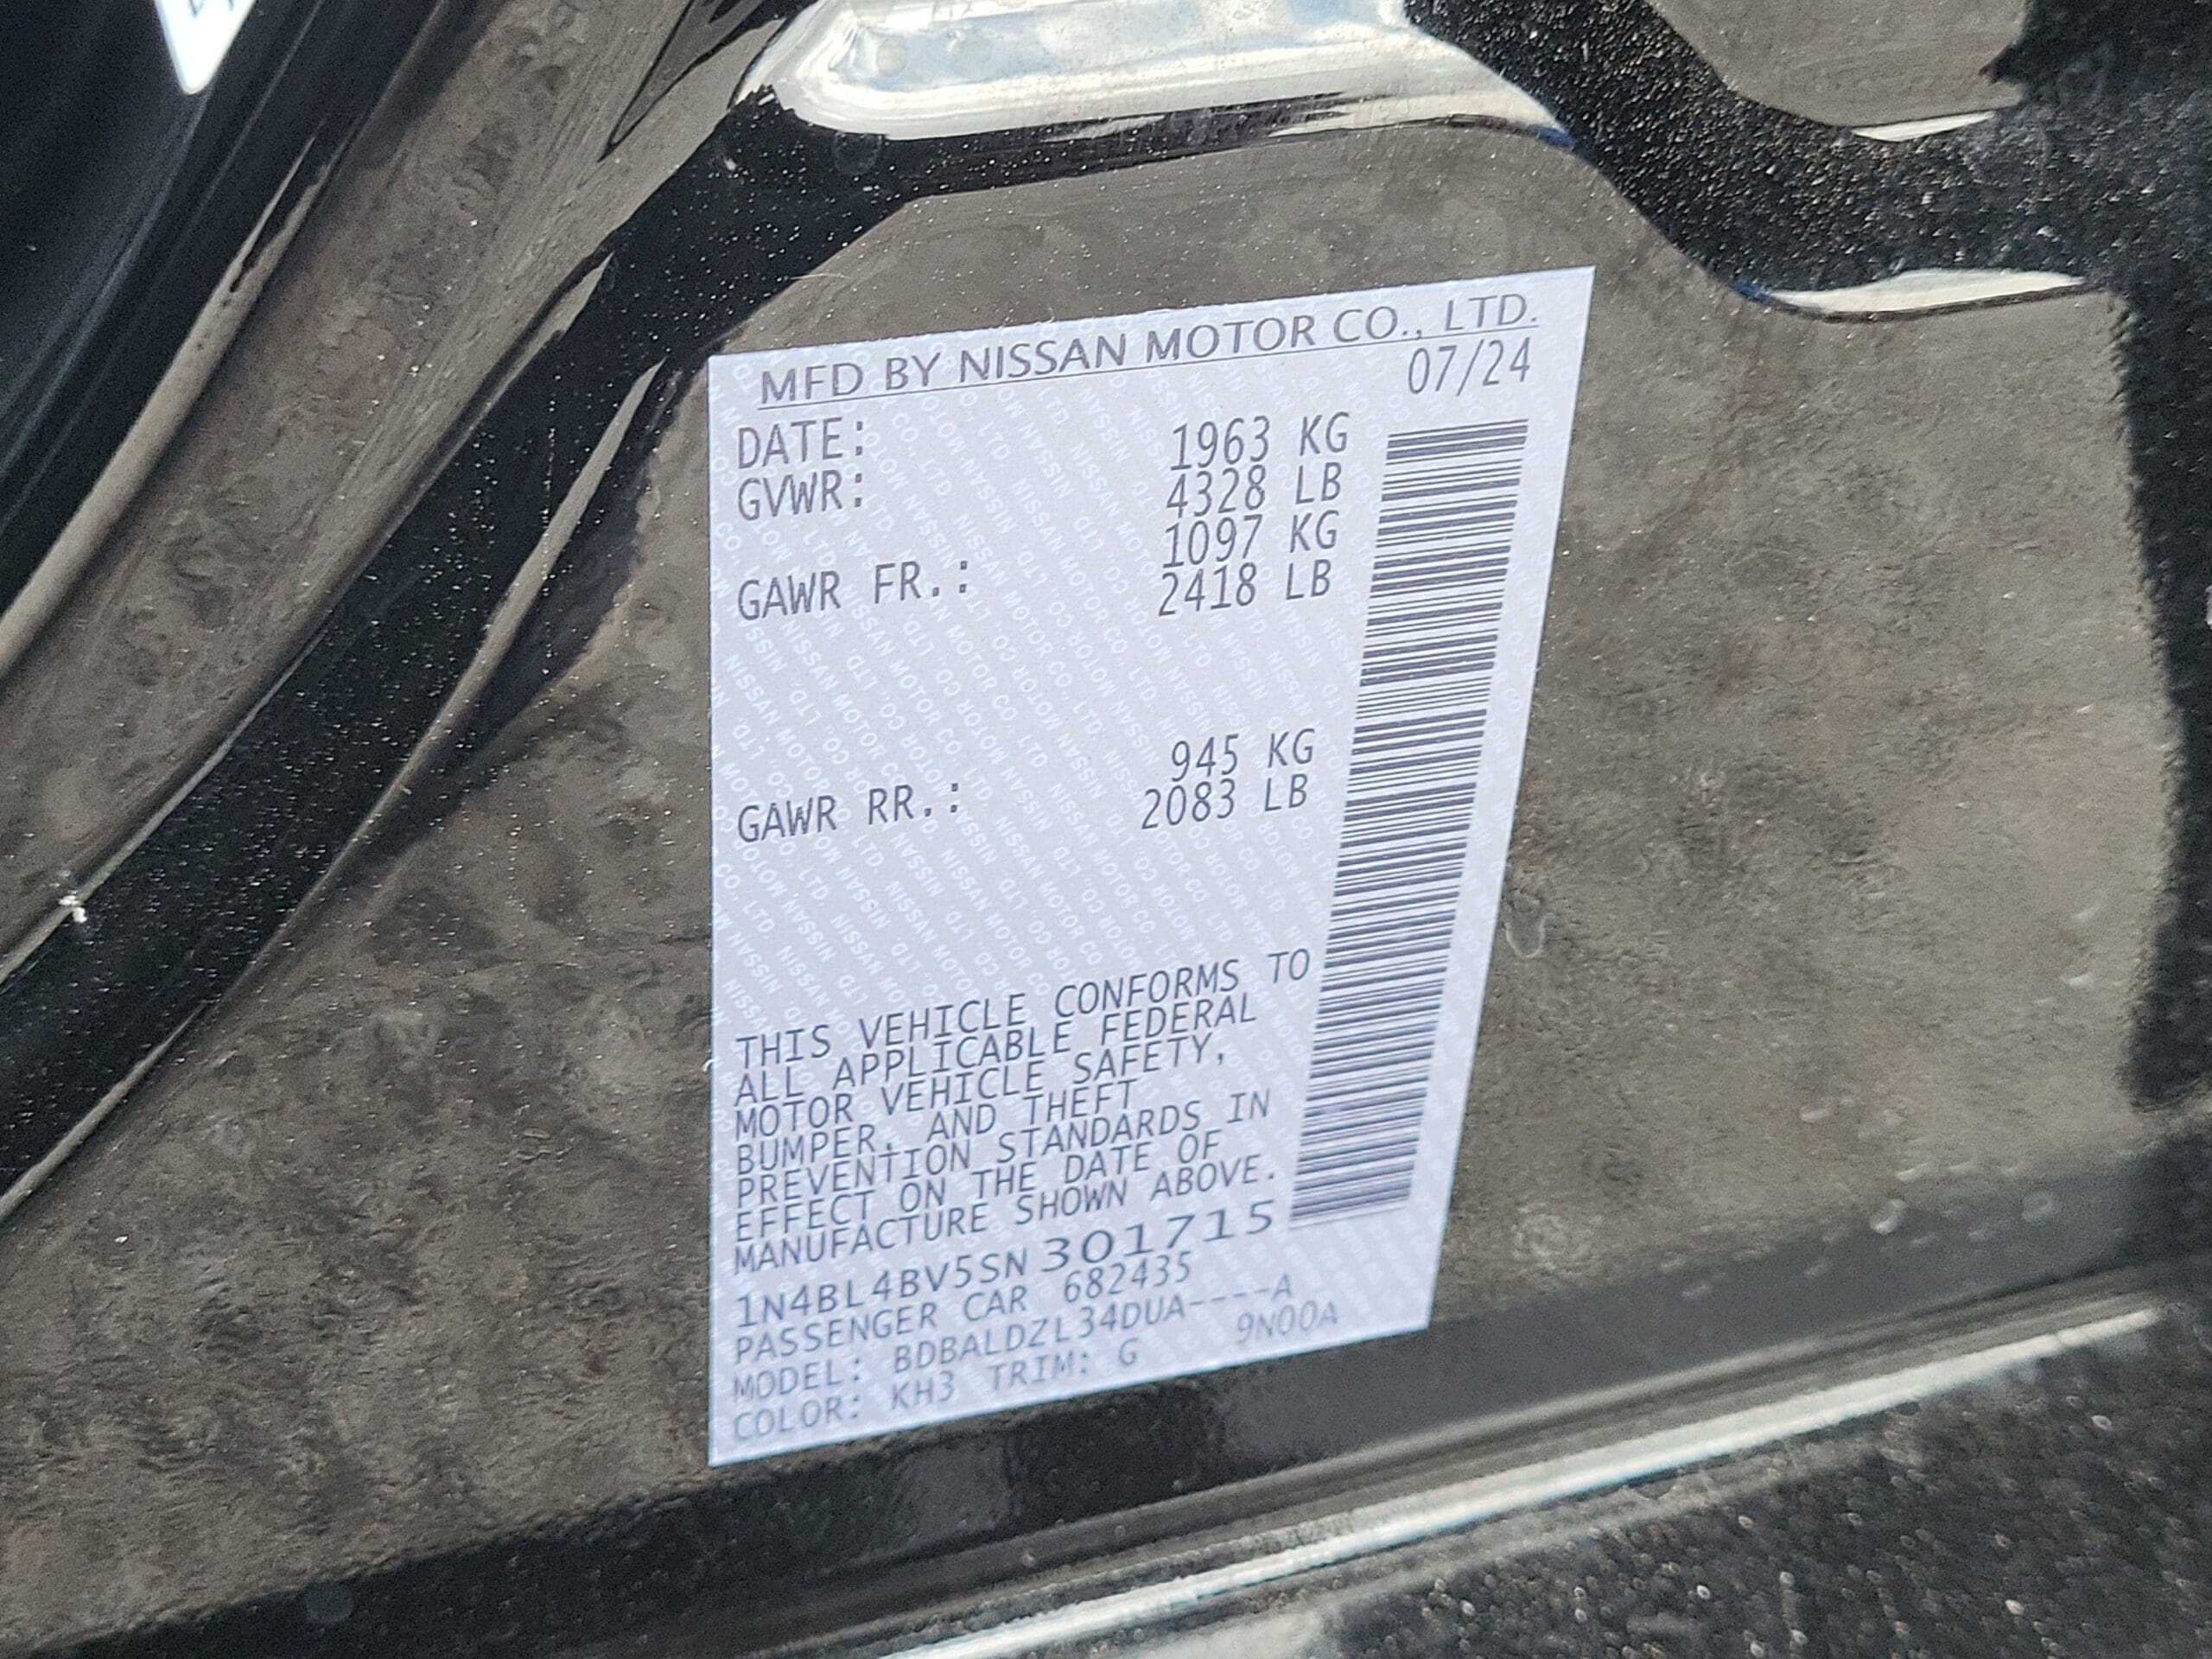 MFD BY NISSAN MOTOR CO., LTD.
DATE: 07/24
GVWR: 1963 KG
4328 LB
GAWR FR.: 1097 KG
2418 LB
GAWR RR.: 945 KG
2083 LB
THIS VEHICLE CONFORMS TO
ALL APPLICABLE FEDERAL
MOTOR VEHICLE SAFETY,
BUMPER, AND THEFT
PREVENTION STANDARDS IN
EFFECT ON THE DATE OF
MANUFACTURE SHOWN ABOVE.
1N4BL4BV5SN301715
PASSENGER CAR 682435
MODEL: BDBALDZL34DUA----A
COLOR: KH3 TRIM: G 9N00A